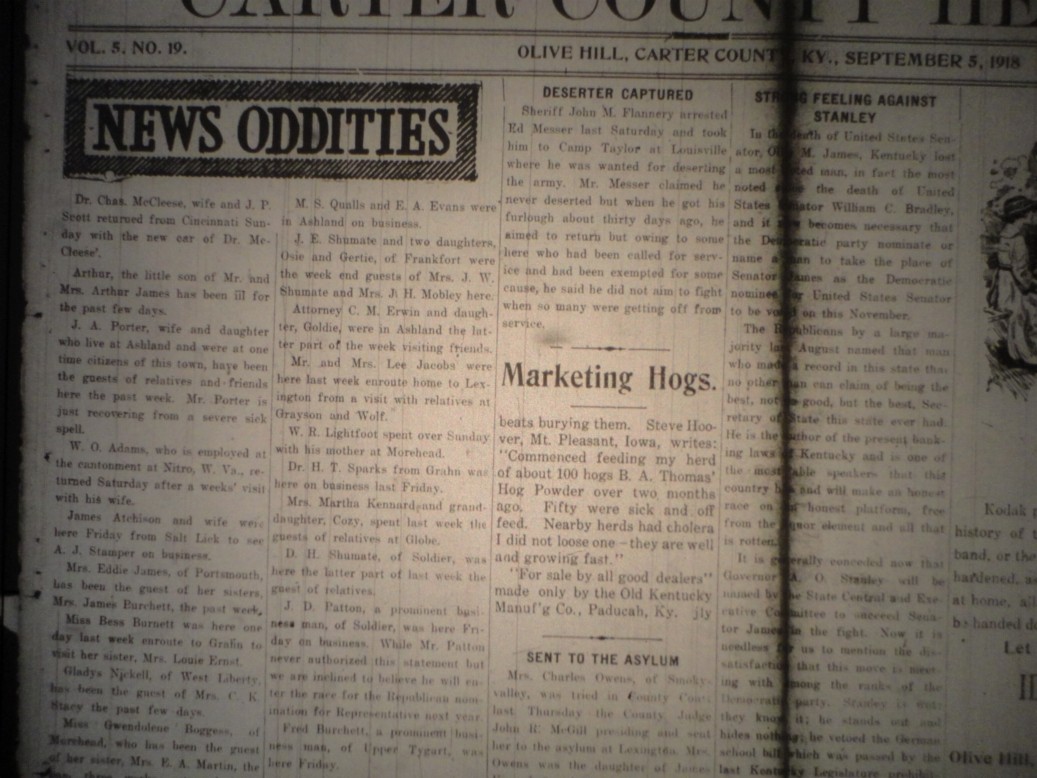 CARTER COUNTY HE
VOL. 5. NO. 19.
OLIVE HILL, CARTER COUNTY, KY., SEPTEMBER 5, 1918
NEWS ODDITIES
Dr. Chas. McCleese, wife and J. P.
Scott returued from Cincinnati Sun-
day with the new car of Dr. Mc-
Cleese'.
Arthur, the little son of Mr. and
Mrs. Arthur James has been ill for
the past few days.
J. A. Porter, wife and daughter
who live at Ashland and were at one
time citizens of this town, have been
the guests of relatives and friends
here the past week. Mr. Porter is
just recovering from a severe sick
spell.
W. O. Adams, who is employed at
the cantonment at Nitro, W. Va., re-
turned Saturday after a weeks' visit
with his wife.
James Atchison and wife were
here Friday from Salt Lick to see
A. J. Stamper on business.
Mrs. Eddie James, of Portsmouth,
has been the guest of her sisters,
Mrs. James Burchett, the past week.
Miss Bess Burnett was here one
day last week enroute to Grahn to
visit her sister, Mrs. Louie Ernst.
Gladys Nickell, of West Liberty,
has been the guest of Mrs. C. K.
Stacy the past few days.
Miss Gwendolene Boggess, of
Morehead, who has been the guest
of her sister, Mrs. E. A. Martin, the
M. S. Qualls and E. A. Evans were
in Ashland on business.
J. E. Shumate and two daughters,
Osie and Gertie, of Frankfort were
the week end guests of Mrs. J. W.
Shumate and Mrs. J. H. Mobley here.
Attorney C. M. Erwin and daugh-
ter, Goldie, were in Ashland the lat-
ter part of the week visiting friends.
Mr. and Mrs. Lee Jacobs were
here last week enroute home to Lex-
ington from a visit with relatives at
Grayson and Wolf.
W. R. Lightfoot spent over Sunday
with his mother at Morehead.
Dr. H. T. Sparks from Grahn was
here on business last Friday.
Mrs. Martha Kennard and grand-
daughter, Cozy, spent last week the
guests of relatives at Globe.
D. H. Shumate, of Soldier, was
here the latter part of last week the
guest of relatives.
J. D. Patton, a prominent busi-
ness man, of Soldier, was here Fri-
day on business. While Mr. Patton
never authorized this statement but
we are inclined to believe he will en-
ter the race for the Republican nom-
ination for Representative next year
Fred Burchett, a prominent busi-
ness man, of Upper Tygart, was
here Friday.
DESERTER CAPTURED
Sheriff John M. Flannery arrested
Ed Messer last Saturday and took
him to Camp Taylor at Louisville
where he was wanted for deserting
the army. Mr. Messer claimed he
never deserted but when he got his
furlough about thirty days ago, he
aimed to return but owing to some
here who had been called for serv-
ice and had been exempted for some
cause, he said he did not aim to fight
when so many were getting off from
service.
Marketing Hogs.
beats burying them. Steve Hoo-
ver, Mt. Pleasant, Iowa, writes:
"Commenced feeding my herd
of about 100 hogs B. A. Thomas'
Hog Powder over two months
ago. Fifty were sick and off
feed. Nearby herds had cholera
I did not loose one—they are well
and growing fast."
"For sale by all good dealers"
made only by the Old Kentucky
Manuf'g Co., Paducah, Ky. jly
SENT TO THE ASYLUM
Mrs. Charles Owens, of Smoky-
valley, was tried in County Court
last Thursday the County Judge
John R. McGill presiding and sent
her to the asylum at Lexington. Mrs.
Owens was the daughter of James
STRONG FEELING AGAINST
STANLEY
In the death of United States Sen-
ator, M. James, Kentucky lost
a most man, in fact the most
noted the death of United
States Senator William C. Bradley,
and it becomes necessary that
the Democratic party nominate or
name a man to take the place of
Senator James as the Democratic
nominee for United States Senator
to be on this November.
The Republicans by a large ma-
jority last August named that man
who made a record in this state that
no other man can claim of being the
best, not good, but the best, Sec-
retary of State this state ever had.
He is the author of the present bank-
ing laws Kentucky and is one of
the most able speakers that this
country has and will make an honest
race on honest platform, free
from the liquor element and all that
is rotten.
It is generally conceded now that
Governor A. O. Stanley will be
named by the State Central and Exe-
cutive Committee to succeed Sena-
tor James in the fight. Now it is
needless for us to mention the dis-
satisfaction that this move is meet-
ing with among the ranks of the
Democratic party. Stanley is
they know it; he stands out and
hides nothing; he vetoed the German
school bill which was passed by the
last Kentucky Legislature
Kodak
history of
band, or the
hardened,
at home,
be handed
Let
Olive Hill,